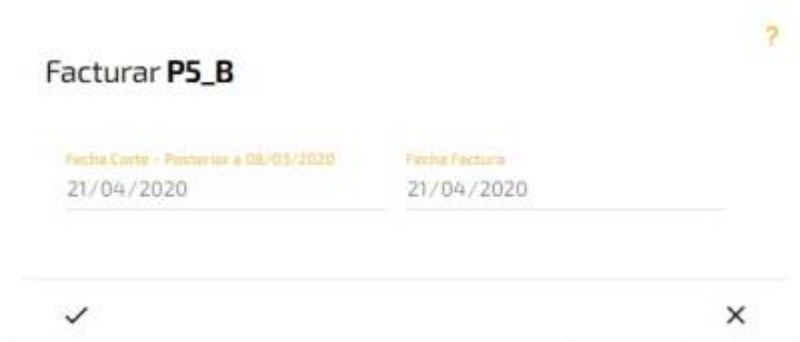 ?
Facturar P5_B
Fecha Corte - Posterior a 08/03/2020
Fecha Factura
21/04/2020
21/04/2020